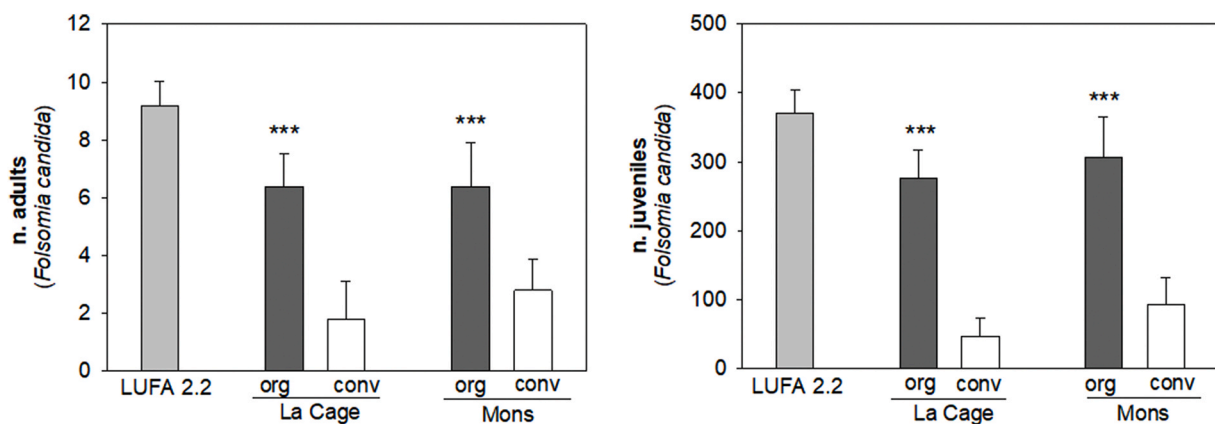 n. adults
(Folsomia candida)
12
10
8
6
4
2
0
***
***
LUFA 2.2
org
conv
org
conv
La Cage
Mons
n. juveniles
(Folsomia candida)
500
400
300
200
100
0
***
***
LUFA 2.2
org
conv
org
conv
La Cage
Mons